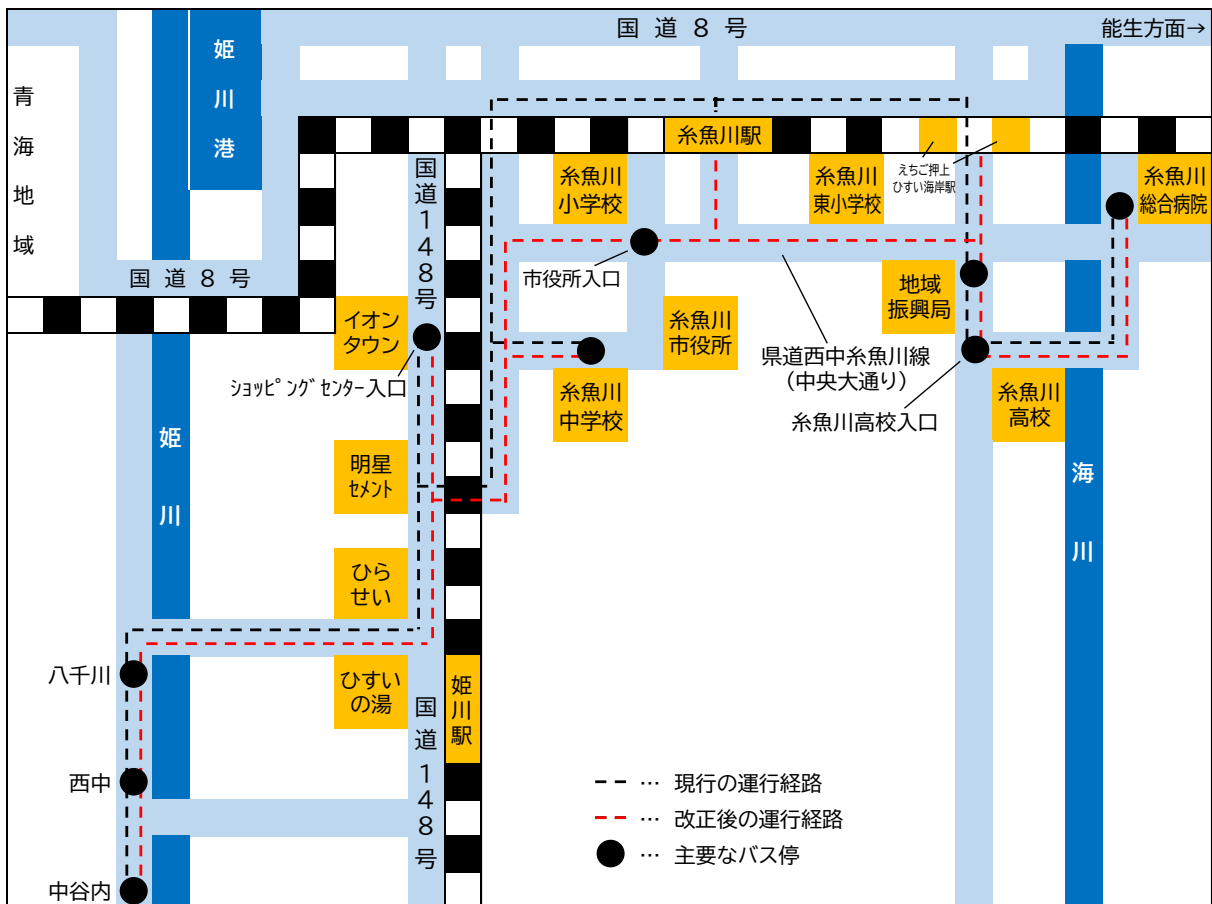 国道8号
能生方面→
姫川港
青海地域
糸魚川駅
国道148号
糸魚川
小学校
糸魚川
東小学校
えちご押上
ひすい海岸駅
糸魚川
総合病院
市役所入口
国道8号
地域
振興局
イオン
タウン
糸魚川
市役所
県道西中糸魚川線
(中央大通り)
ショッピングセンター入口
糸魚川
中学校
糸魚川高校入口
糸魚川
高校
姫川
明星
セメント
海川
ひら
せい
八千川
ひすい
の湯
姫川駅
国道148号
西中
中谷内
… 現行の運行経路
… 改正後の運行経路
… 主要なバス停